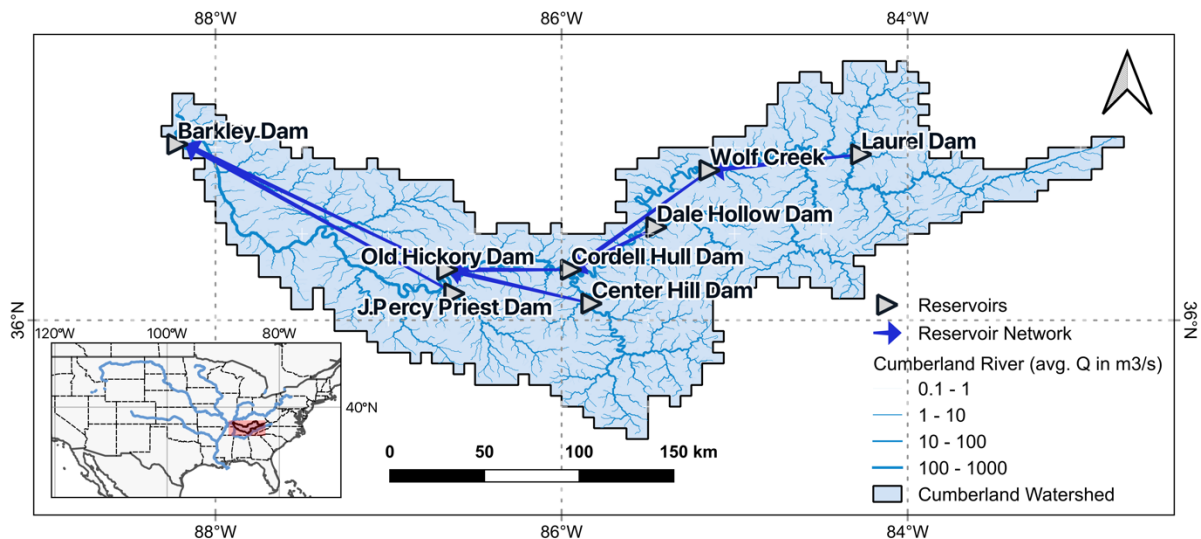 88°W 86°W 84°W
Barkley Dam
Wolf Creek
Laurel Dam
Dale Hollow Dam
Old Hickory Dam
Cordell Hull Dam
Center Hill Dam
J.Percy Priest Dam
36°N
36°N
Reservoirs
Reservoir Network
Cumberland River (avg. Q in m3/s)
0.1 - 1
1 - 10
10 - 100
100 - 1000
Cumberland Watershed
120°W 100°W 80°W
40°N
0 50 100 150 km
88°W 86°W 84°W